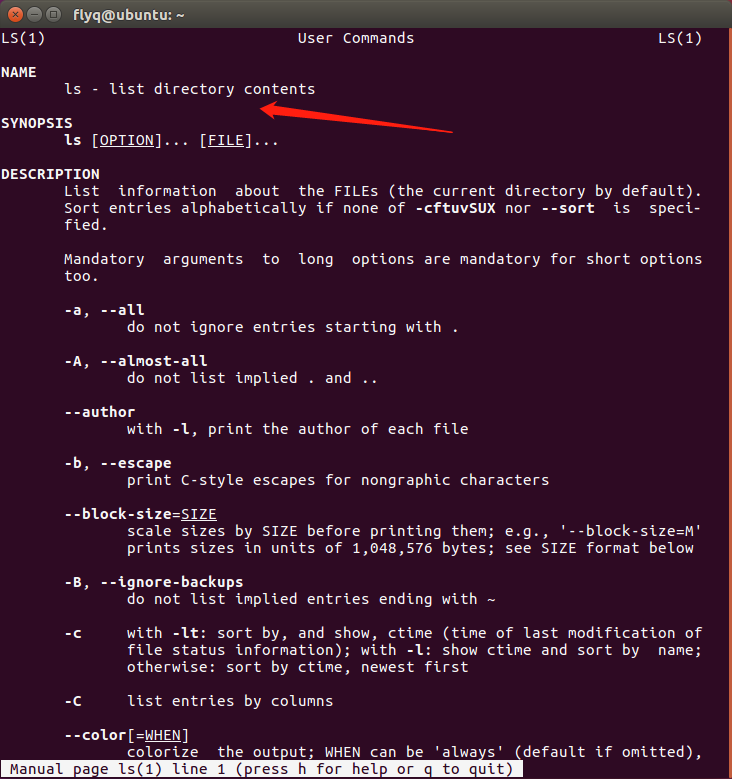 flyq@ubuntu: ~
LS(1) User Commands LS(1)
NAME
ls - list directory contents
SYNOPSIS
ls [OPTION]... [FILE]...
DESCRIPTION
List information about the FILEs (the current directory by default).
Sort entries alphabetically if none of -cftuvSUX nor --sort is speci-
fied.
Mandatory arguments to long options are mandatory for short options
too.
-a, --all
do not ignore entries starting with .
-A, --almost-all
do not list implied . and ..
--author
with -l, print the author of each file
-b, --escape
print C-style escapes for nongraphic characters
--block-size=SIZE
scale sizes by SIZE before printing them; e.g., '--block-size=M'
prints sizes in units of 1,048,576 bytes; see SIZE format below
-B, --ignore-backups
do not list implied entries ending with ~
-c with -lt: sort by, and show, ctime (time of last modification of
file status information); with -l: show ctime and sort by name;
otherwise: sort by ctime, newest first
-C list entries by columns
--color[=WHEN]
colorize the output; WHEN can be 'always' (default if omitted),
Manual page ls(1) line 1 (press h for help or q to quit)